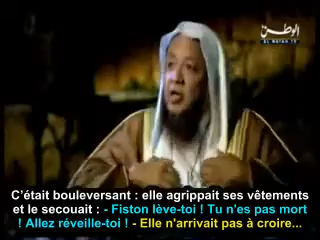 الوطن
AL WATAN TV
C'était bouleversant : elle agrippait ses vêtements
et le secouait : - Fiston lève-toi ! Tu n'es pas mort
! Allez réveille-toi ! - Elle n'arrivait pas à croire...